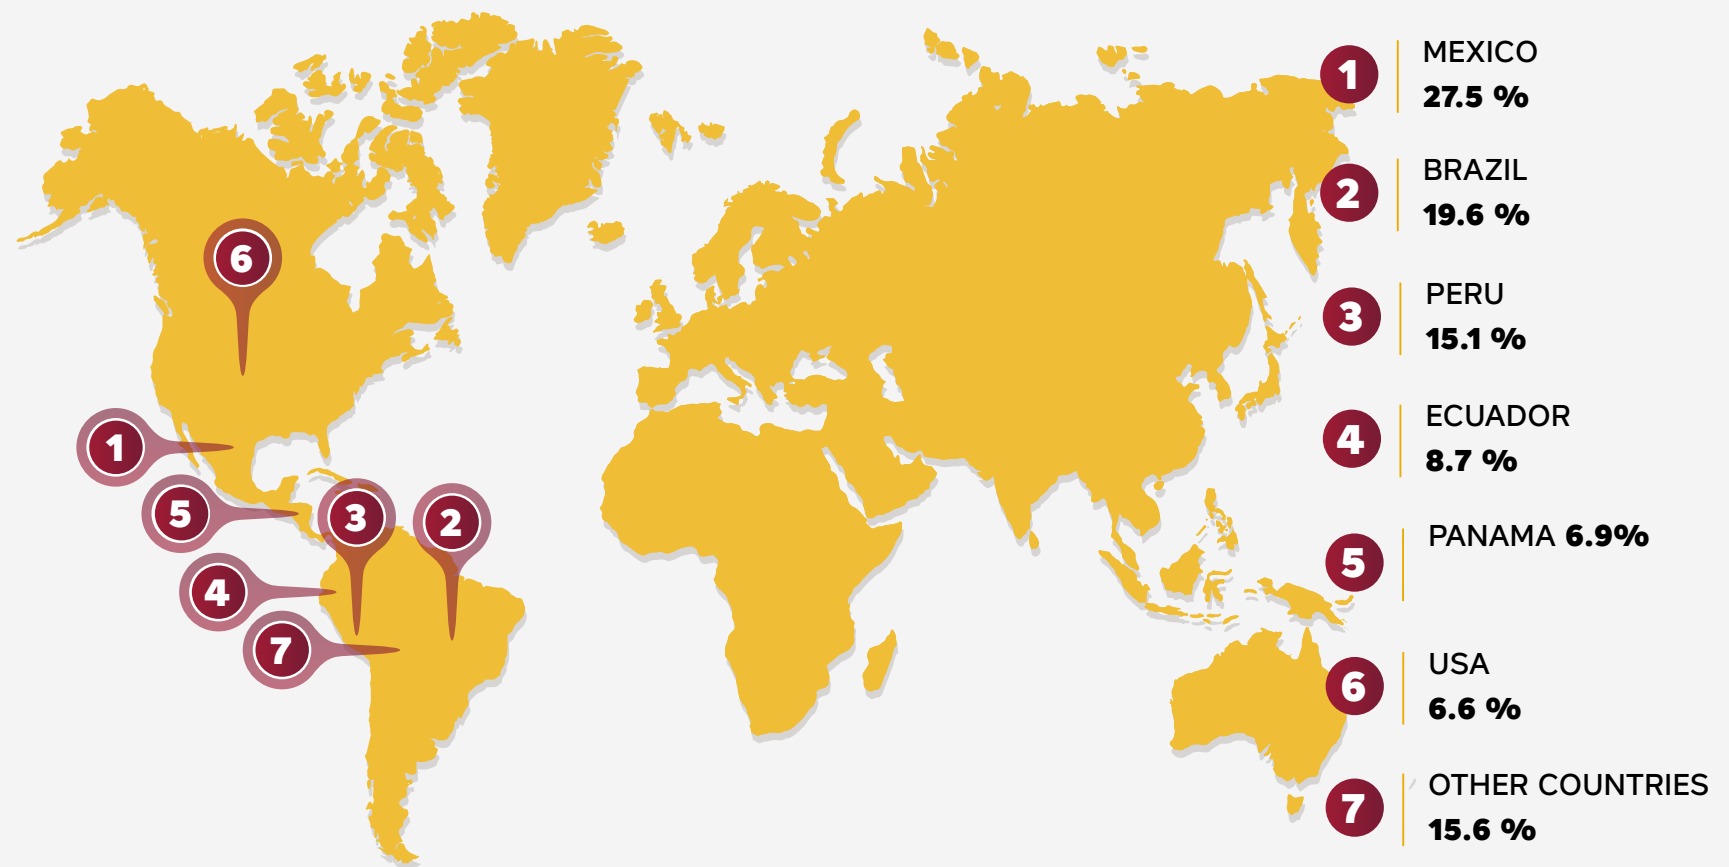 6
1
5
3
2
4
7
1
MEXICO
27.5 %
2
BRAZIL
19.6 %
3
PERU
15.1 %
4
ECUADOR
8.7 %
5
PANAMA 6.9%
6
USA
6.6 %
7
OTHER COUNTRIES
15.6 %